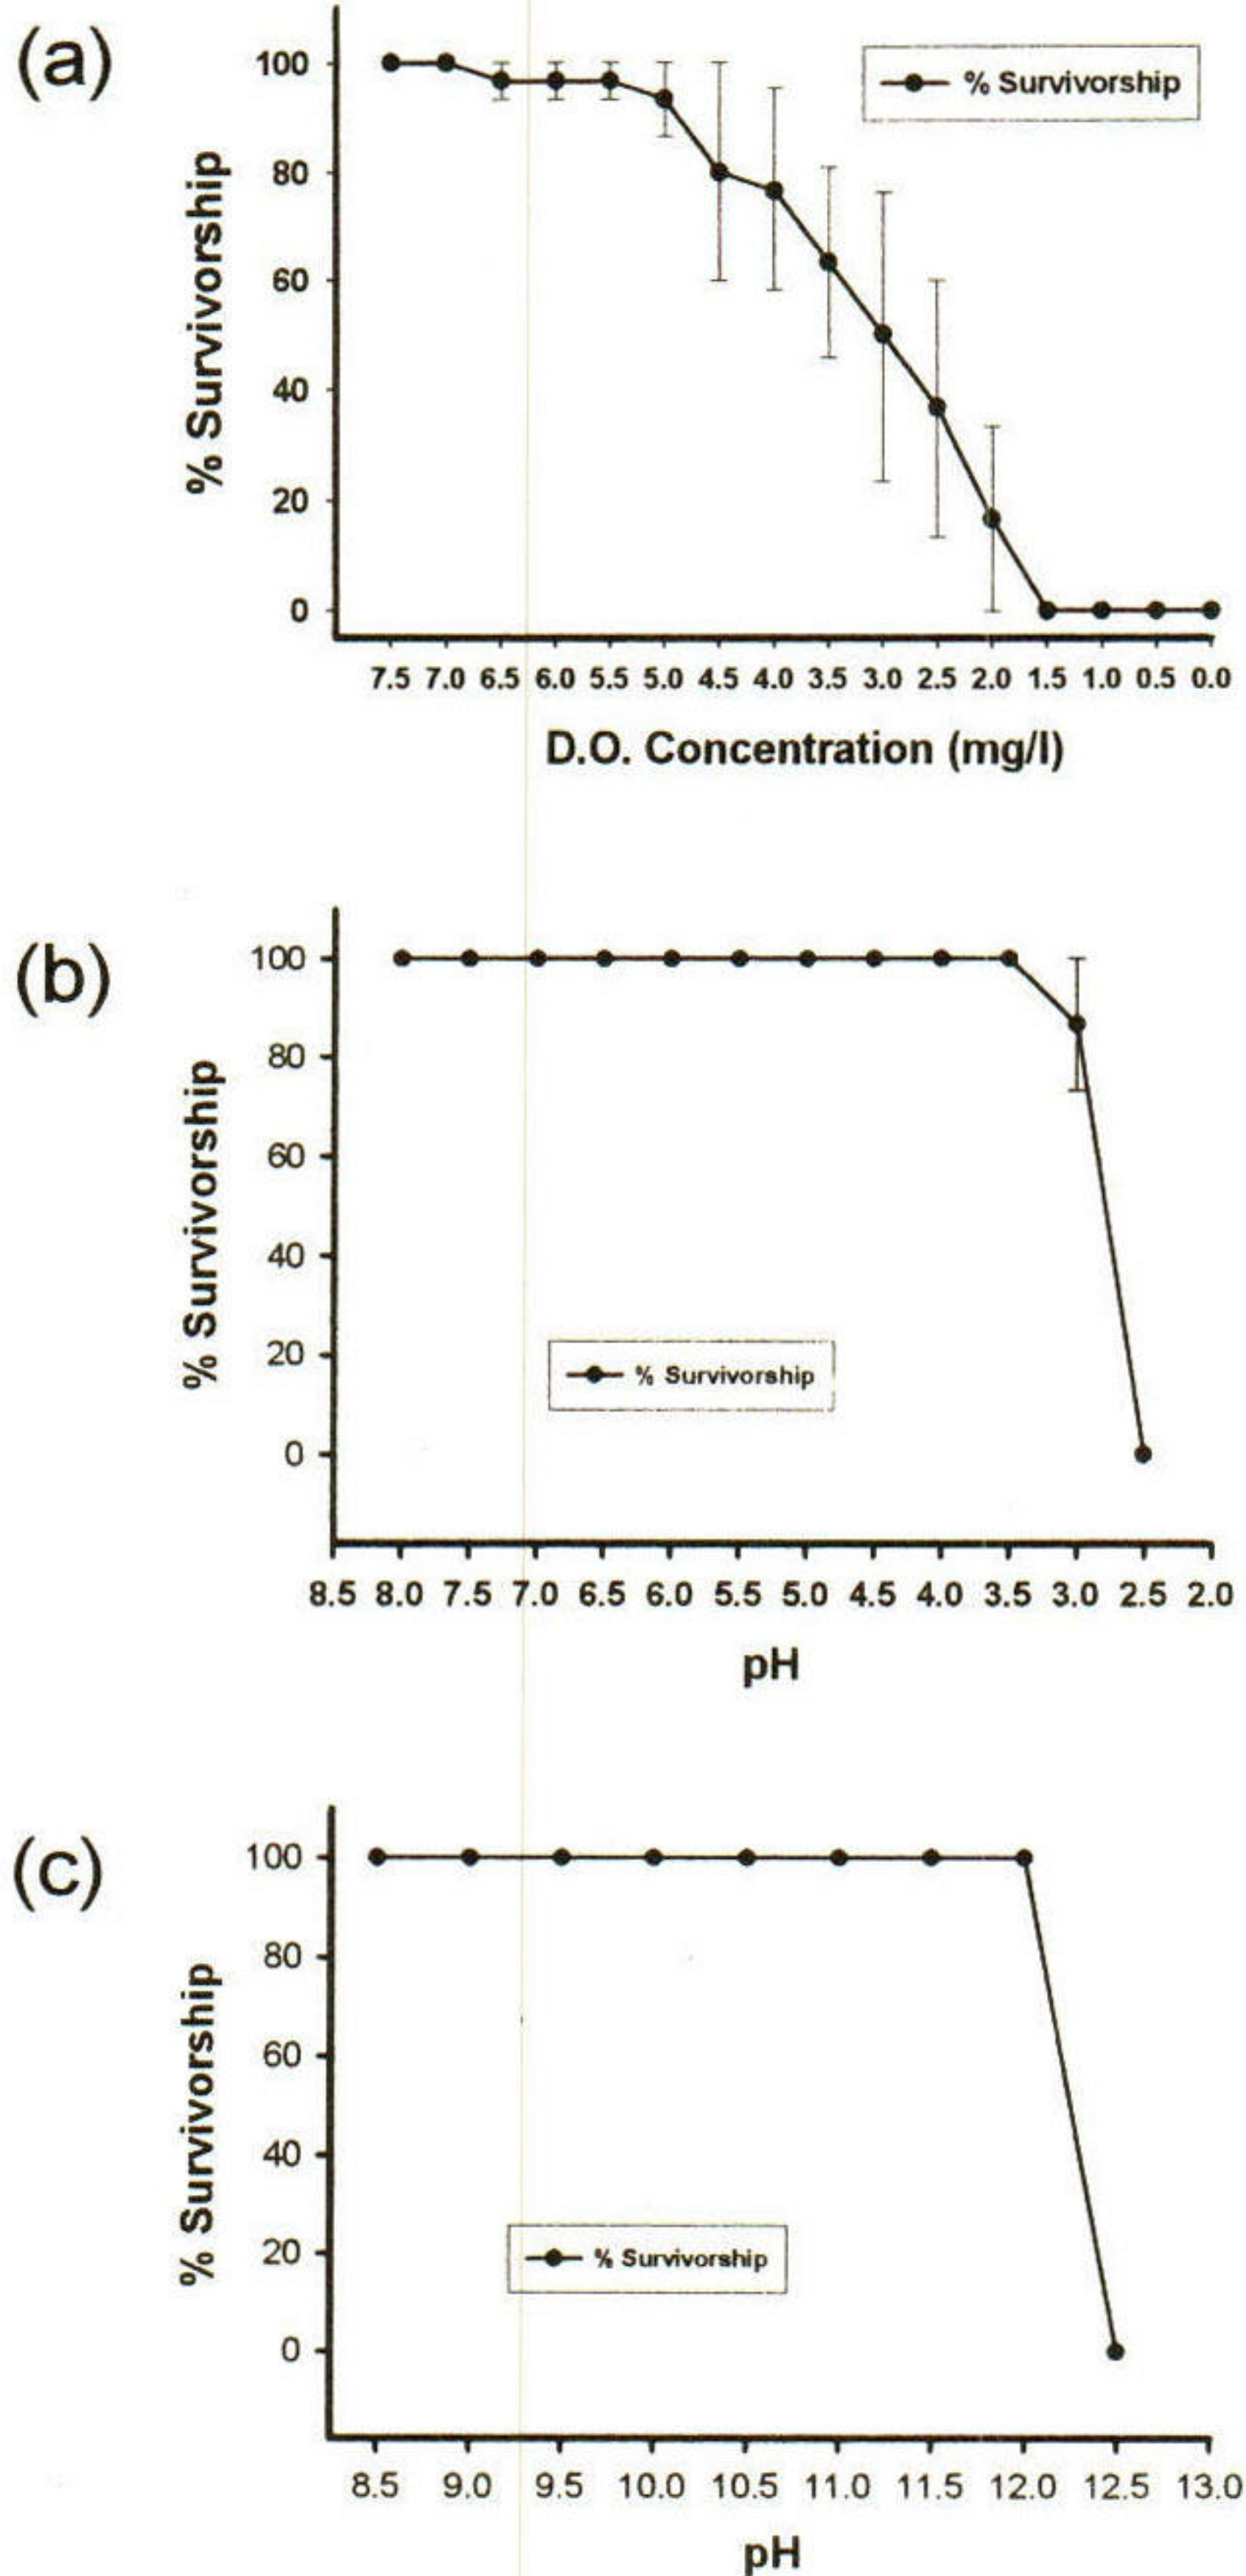 (a)
% Survivorship
100
80
60
40
20
0
% Survivorship
7.5 7.0 6.5 6.0 5.5 5.0 4.5 4.0 3.5 3.0 2.5 2.0 1.5 1.0 0.5 0.0
D.O. Concentration (mg/l)
(b)
% Survivorship
100
80
60
40
20
0
% Survivorship
8.5 8.0 7.5 7.0 6.5 6.0 5.5 5.0 4.5 4.0 3.5 3.0 2.5 2.0
pH
(c)
% Survivorship
100
80
60
40
20
0
% Survivorship
8.5 9.0 9.5 10.0 10.5 11.0 11.5 12.0 12.5 13.0
pH